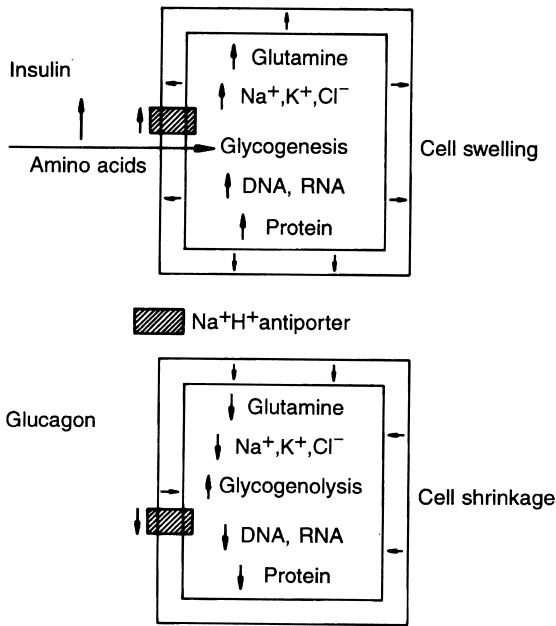 Insulin
Amino acids
Glutamine
Na⁺,K⁺,Cl⁻
Glycogenesis
DNA, RNA
Protein
Cell swelling
Na⁺H⁺antiporter
Glucagon
Glutamine
Na⁺,K⁺,Cl⁻
Glycogenolysis
DNA, RNA
Protein
Cell shrinkage